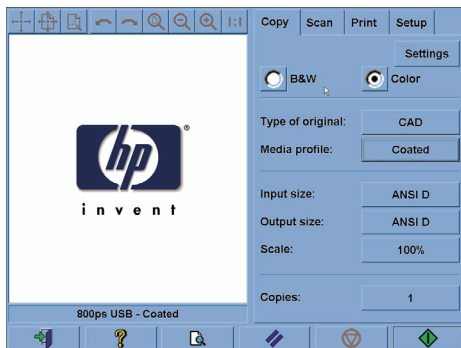 1:1
Copy Scan Print Setup
Settings
B&W Color
Type of original: CAD
Media profile: Coated
Input size: ANSI D
Output size: ANSI D
Scale: 100%
Copies: 1
hp
®
invent
800ps USB - Coated
?